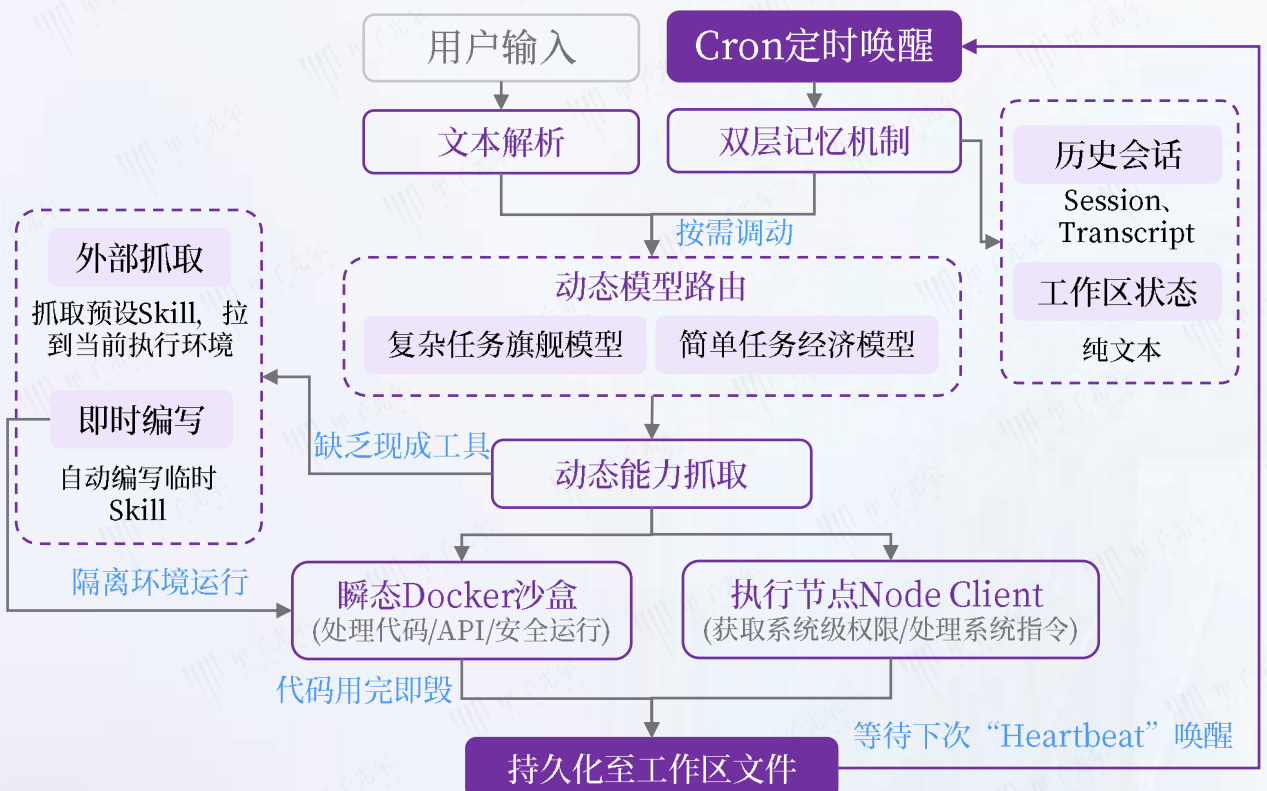 用户输入
Cron定时唤醒
文本解析
双层记忆机制
历史会话
Session、
Transcript
工作区状态
纯文本
按需调动
动态模型路由
复杂任务旗舰模型
简单任务经济模型
外部抓取
抓取预设Skill，拉
到当前执行环境
即时编写
自动编写临时
Skill
缺乏现成工具
动态能力抓取
隔离环境运行
瞬态Docker沙盒
(处理代码/API/安全运行)
执行节点Node Client
(获取系统级权限/处理系统指令)
代码用完即毁
等待下次“Heartbeat”唤醒
持久化至工作区文件